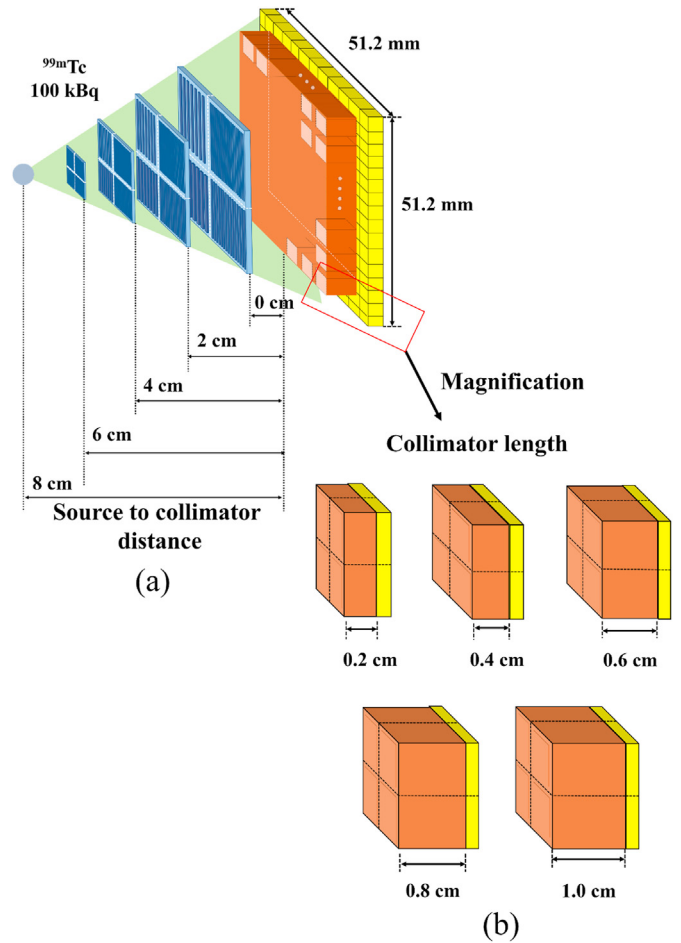 51.2 mm
⁹⁹ᵐTc
100 kBq
51.2 mm
0 cm
2 cm
4 cm
6 cm
8 cm
Source to collimator
distance
(a)
Magnification
Collimator length
0.2 cm
0.4 cm
0.6 cm
0.8 cm
1.0 cm
(b)